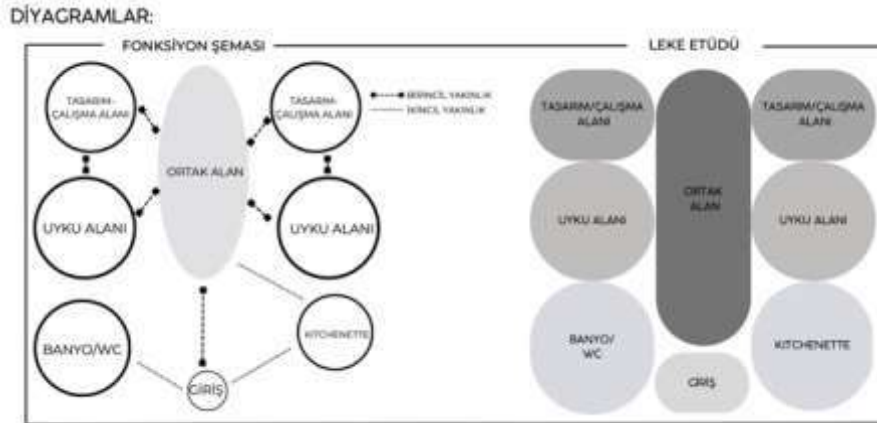 DİYAGRAMLAR:
FONKSİYON ŞEMASI
TASARIM-
ÇALIŞMA ALANI
TASARIM-
ÇALIŞMA ALANI
BİRİNCİL YAKINLIK
İKİNCİL YAKINLIK
ORTAK ALAN
UYKU ALANI
UYKU ALANI
BANYO/WC
KITCHENETTE
GİRİŞ
LEKE ETÜDÜ
TASARIM/ÇALIŞMA
ALANI
TASARIM/ÇALIŞMA
ALANI
ORTAK
ALAN
UYKU ALANI
UYKU ALANI
BANYO/
WC
KITCHENETTE
GİRİŞ